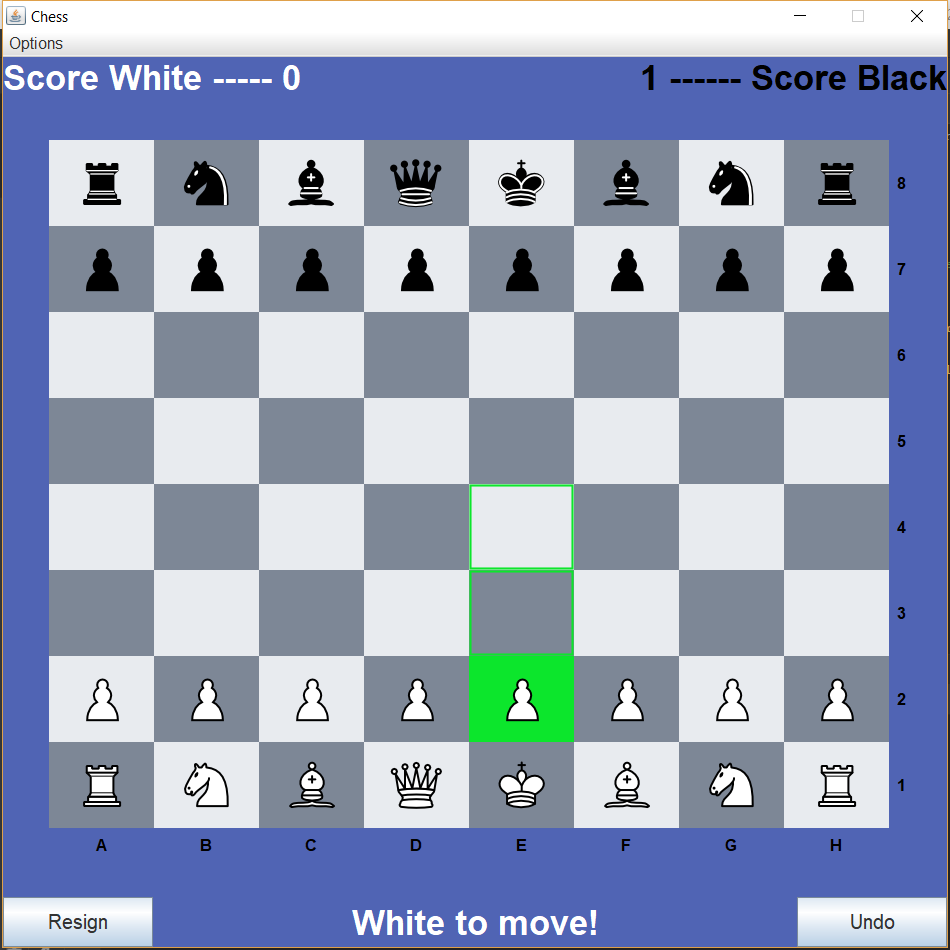 Chess
Options
Score White ----- 0
1 ------ Score Black
8
7
6
5
4
3
2
1
A B C D E F G H
Resign
White to move!
Undo